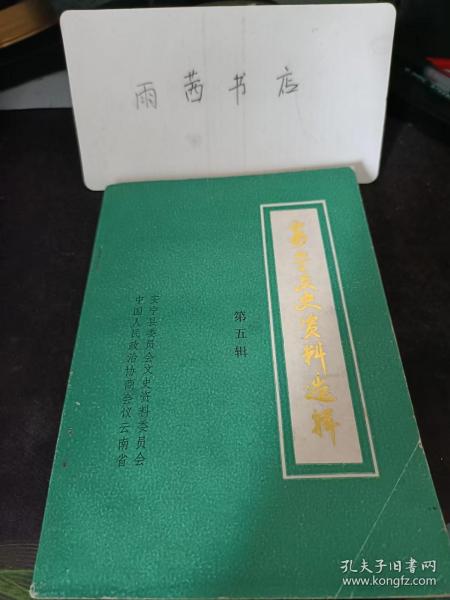 雨茜书店
安宁文史资料选辑
第五辑
中国人民政治协商会议云南省
安宁县委员会文史资料委员会
孔夫子旧书网
www.kongfz.com